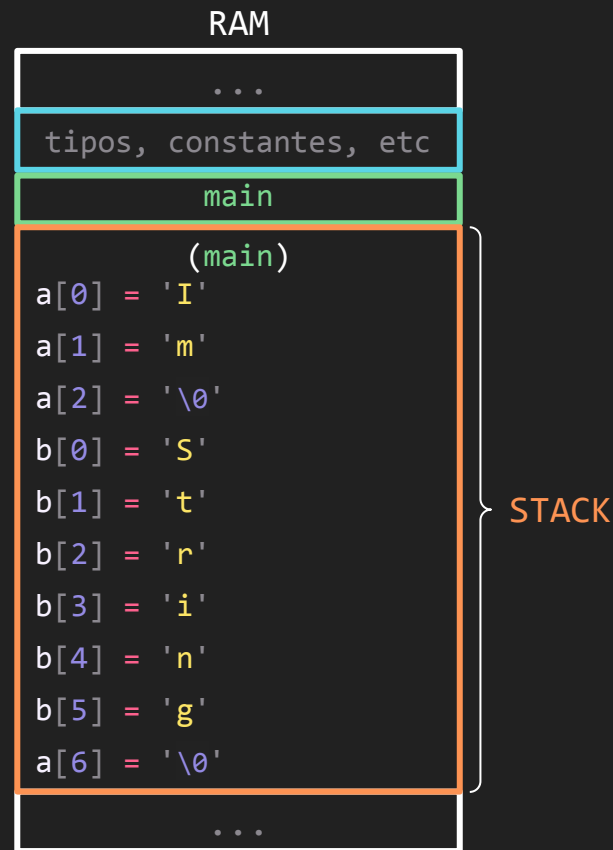 RAM
...
tipos, constantes, etc
main
(main)
a[0] = 'I'
a[1] = 'm'
a[2] = '\0'
b[0] = 'S'
b[1] = 't'
b[2] = 'r'
STACK
b[3] = 'i'
b[4] = 'n'
b[5] = 'g'
a[6] = '\0'
...